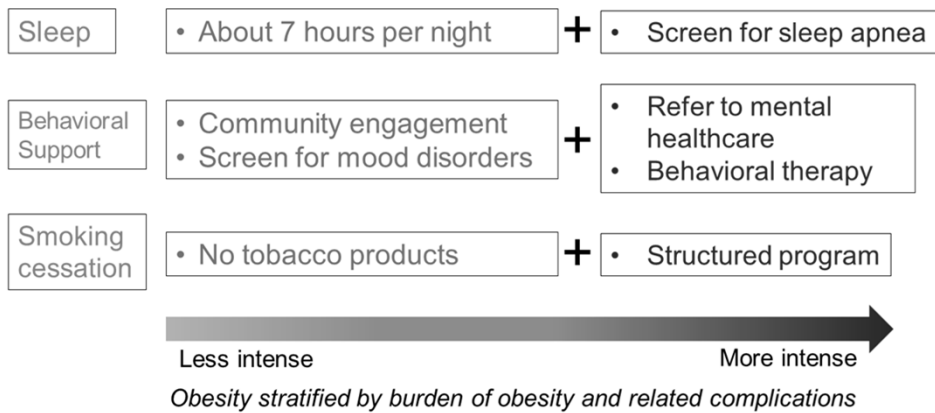 Sleep
• About 7 hours per night
+
• Screen for sleep apnea
Behavioral
Support
• Community engagement
• Screen for mood disorders
+
• Refer to mental
healthcare
• Behavioral therapy
Smoking
cessation
• No tobacco products
+
• Structured program
Less intense
More intense
Obesity stratified by burden of obesity and related complications